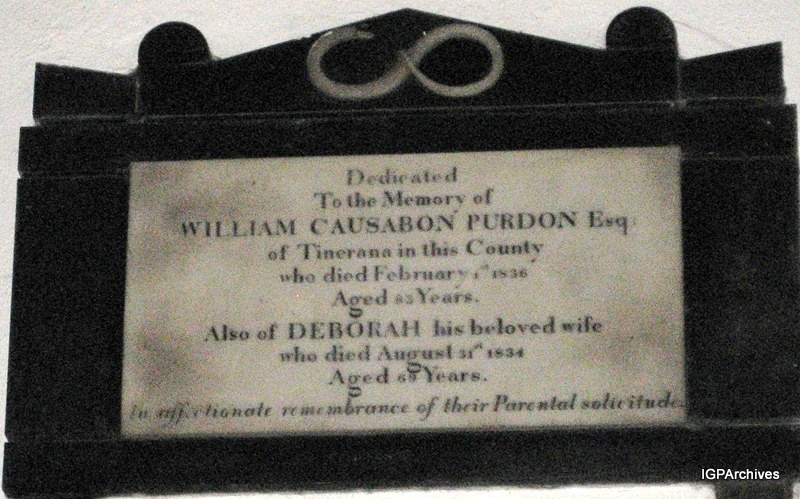 Dedicated
To the Memory of
WILLIAM CAUSABON PURDON Esq
of Tinerana in this County
who died February 1st 1836
Aged 83 Years.
Also of DEBORAH his beloved wife
who died August 31st 1834
Aged 69 Years.
In affectionate remembrance of their Parental solicitude.
IGPArchives